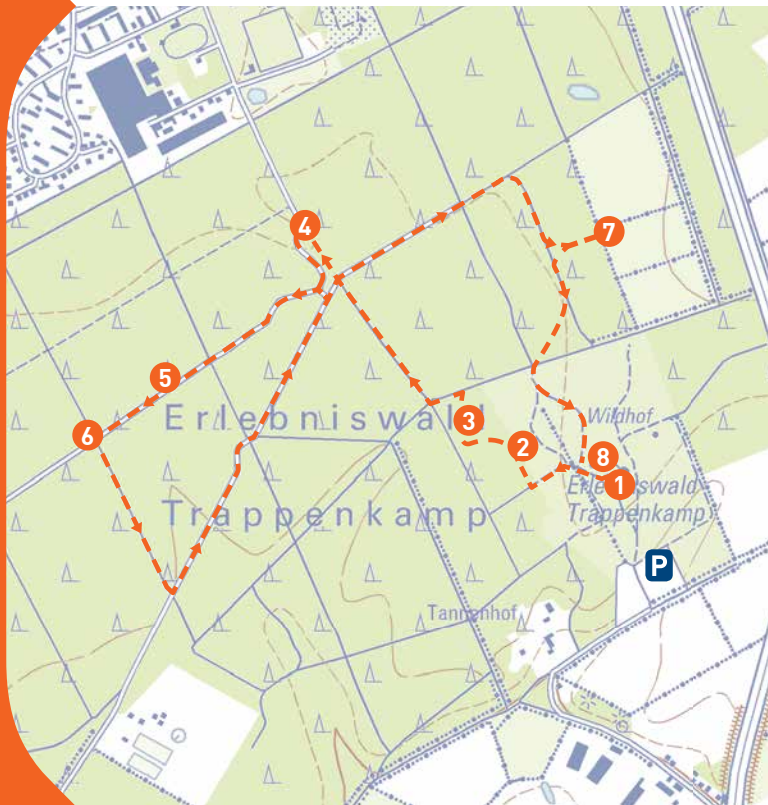 4
7
5
6
Erlebniswald
3
Wildhof
2
8
1
Erlebniswald
Trappenkamp
Trappenkamp
P
Tannenhof